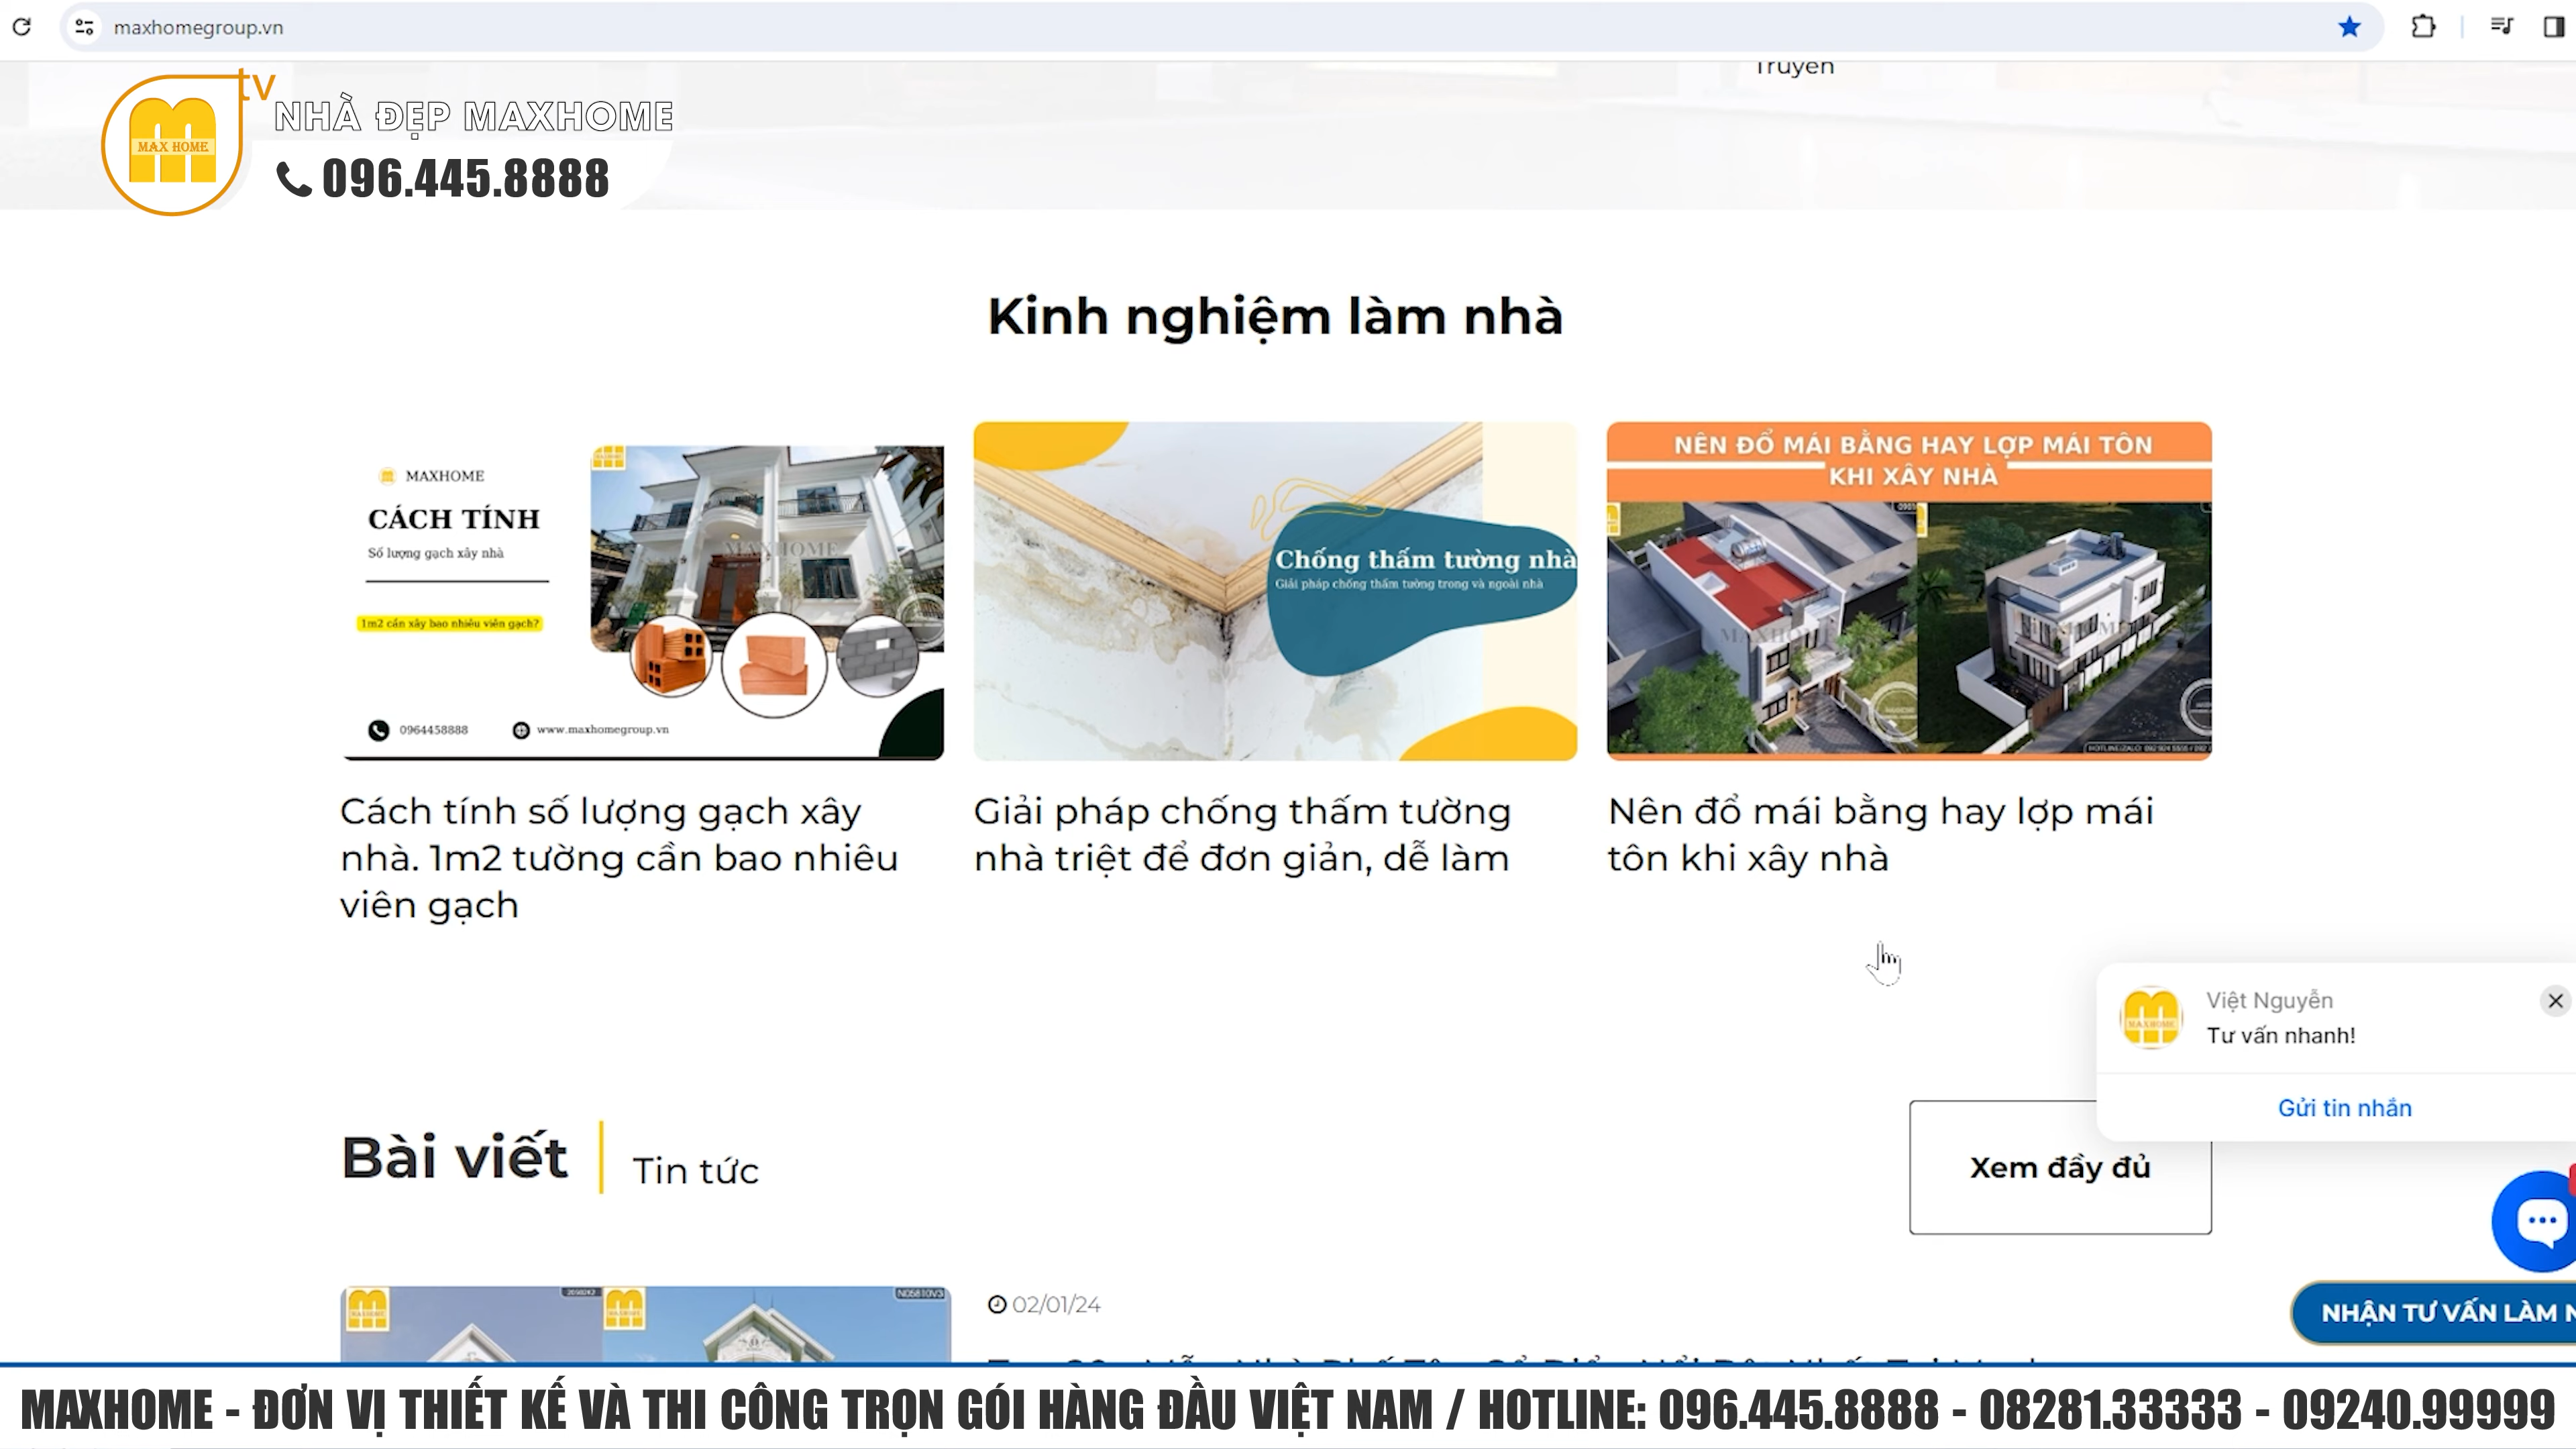 maxhomegroup.vn
Truyền
tv
NHÀ ĐẸP MAXHOME
MAX HOME
096.445.8888
Kinh nghiệm làm nhà
MAXHOME
CÁCH TÍNH
Số lượng gạch xây nhà
1m2 cần xây bao nhiêu viên gạch?
0964458888
www.maxhomegroup.vn
MAXHOME
Chống thấm tường nhà
Giải pháp chống thấm tường trong và ngoài nhà
NÊN ĐỔ MÁI BẰNG HAY LỢP MÁI TÔN
KHI XÂY NHÀ
MAXHOME
Cách tính số lượng gạch xây
nhà. 1m2 tường cần bao nhiêu
viên gạch
Giải pháp chống thấm tường
nhà triệt để đơn giản, dễ làm
Nên đổ mái bằng hay lợp mái
tôn khi xây nhà
Việt Nguyễn
Tư vấn nhanh!
Gửi tin nhắn
Bài viết
Tin tức
Xem đầy đủ
N05810V3
02/01/24
NHẬN TƯ VẤN LÀM N
MAXHOME - ĐƠN VỊ THIẾT KẾ VÀ THI CÔNG TRỌN GÓI HÀNG ĐẦU VIỆT NAM / HOTLINE: 096.445.8888 - 08281.33333 - 09240.99999